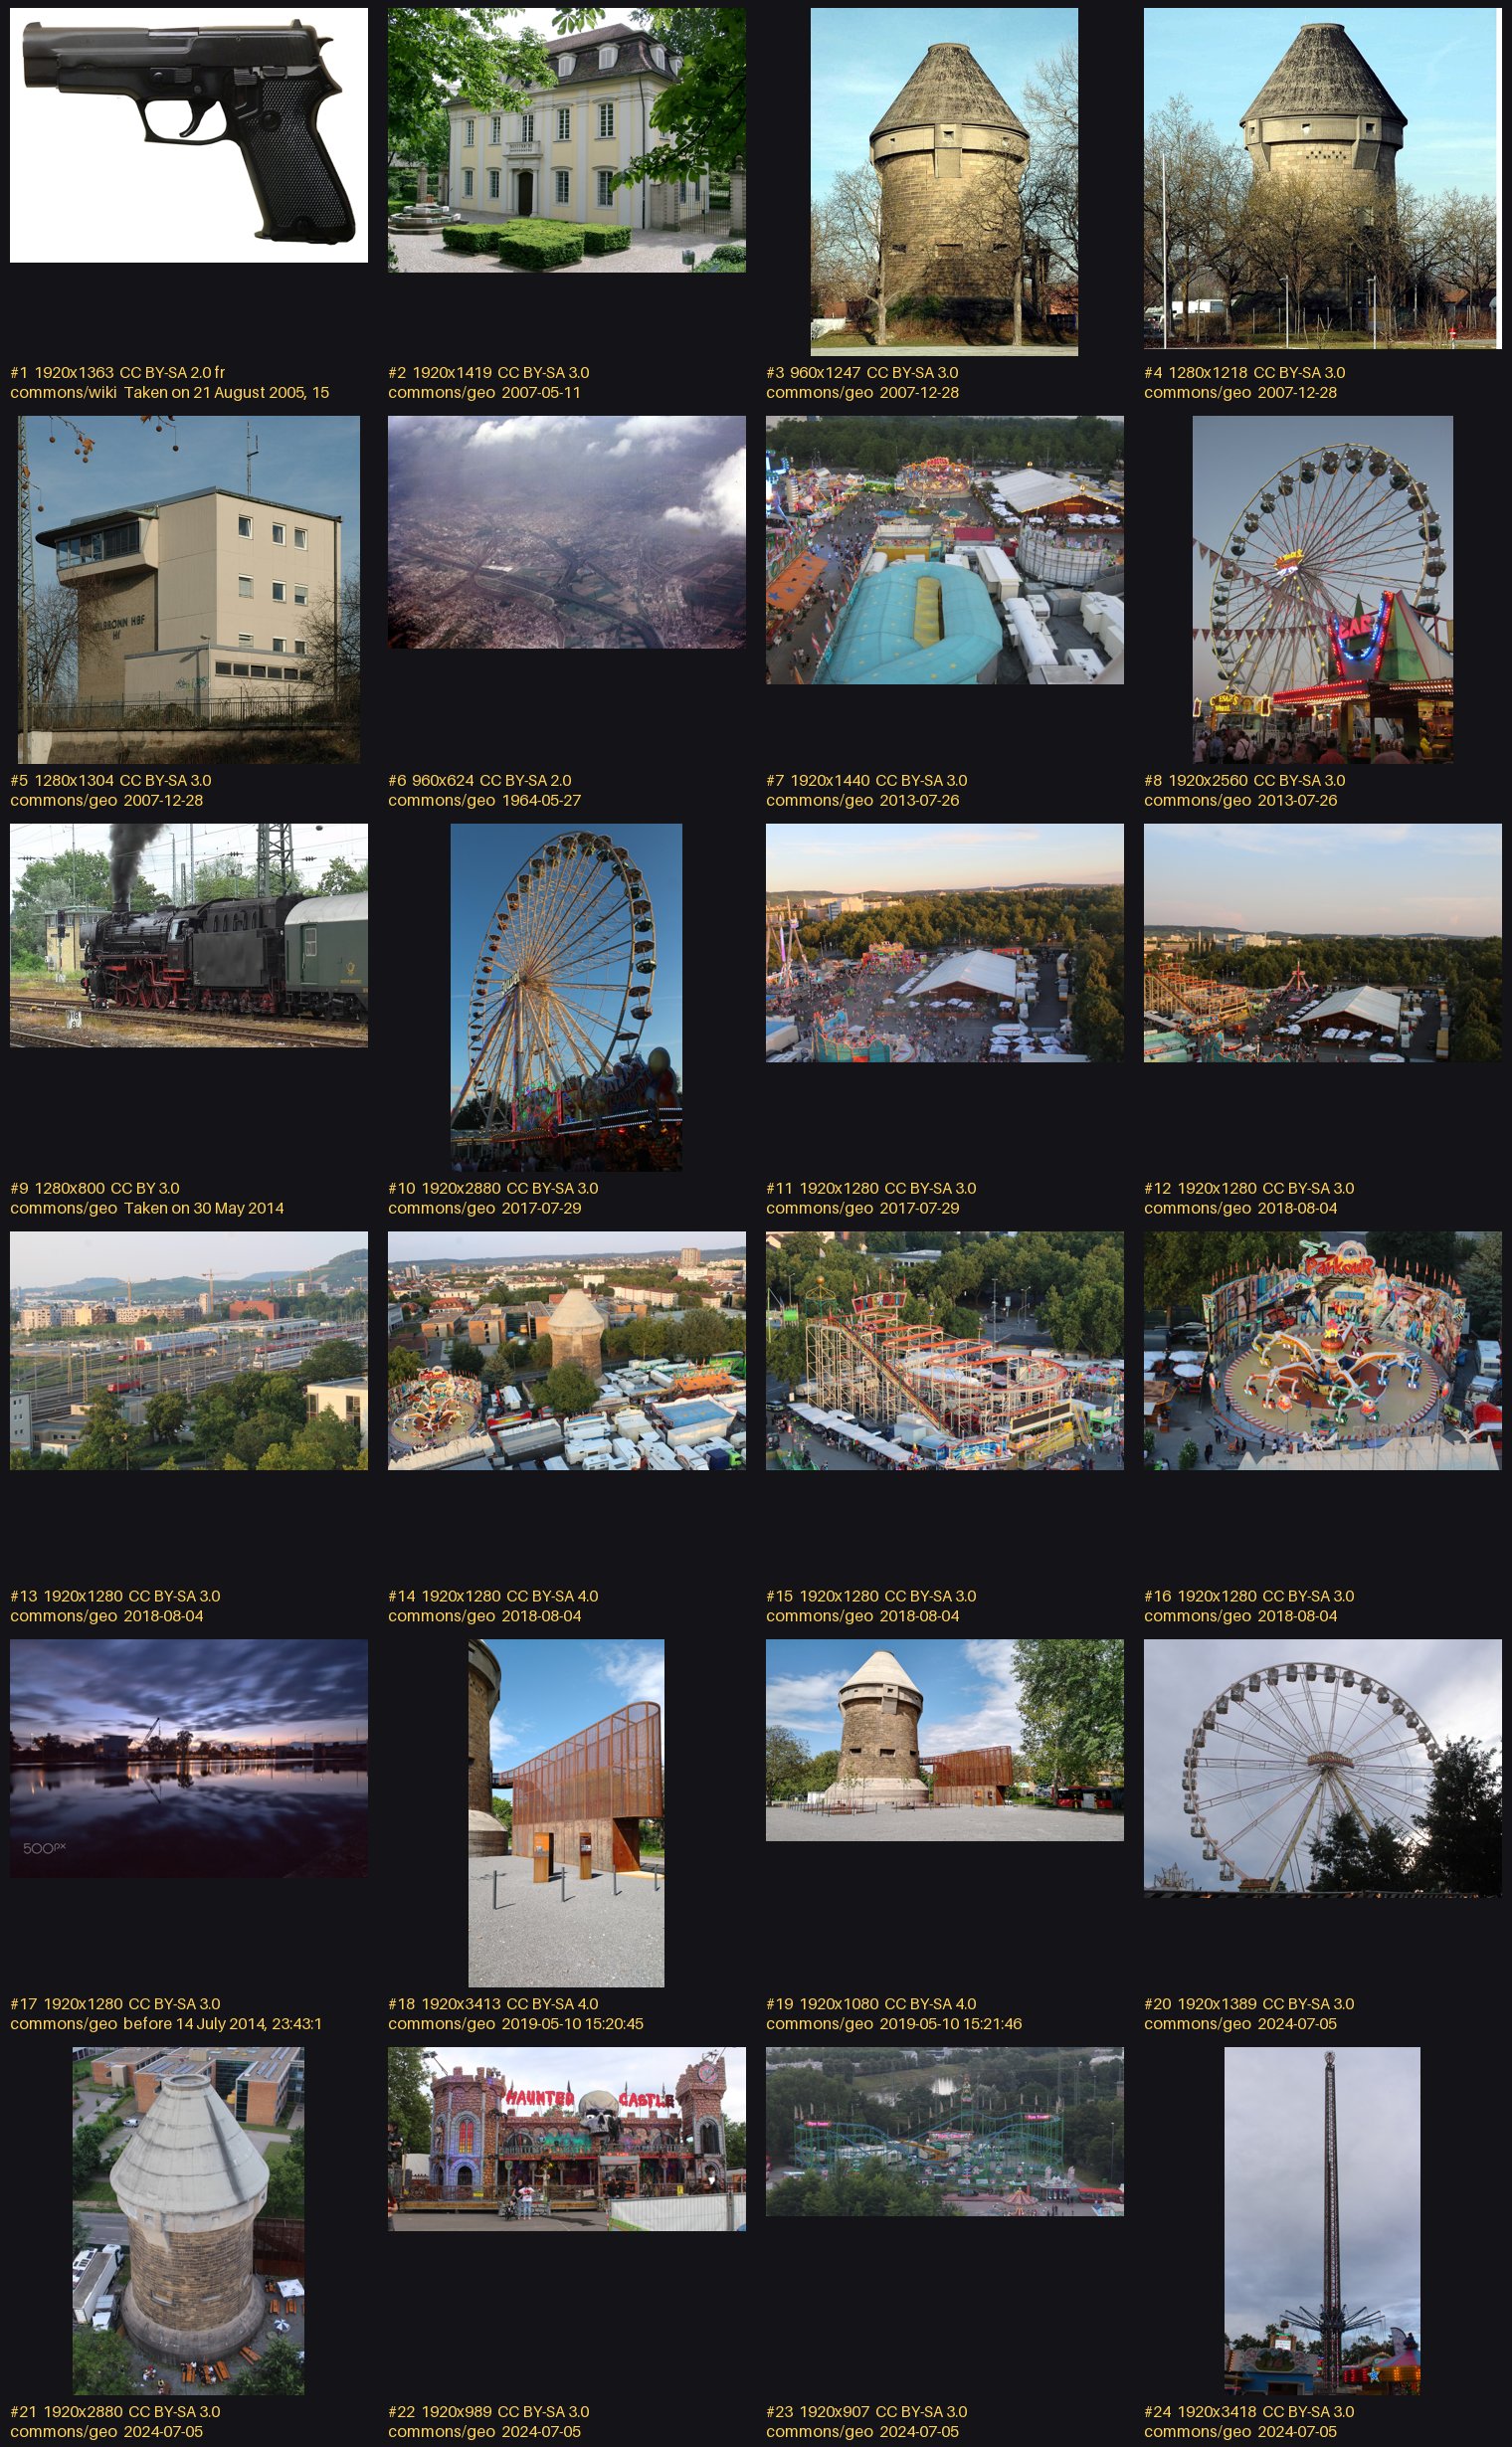 #1 1920x1363 CC BY-SA 2.0 fr
commons/wiki Taken on 21 August 2005, 15
#2 1920x1419 CC BY-SA 3.0
commons/geo 2007-05-11
#3 960x1247 CC BY-SA 3.0
commons/geo 2007-12-28
#4 1280x1218 CC BY-SA 3.0
commons/geo 2007-12-28
HBF
#5 1280x1304 CC BY-SA 3.0
commons/geo 2007-12-28
#6 960x624 CC BY-SA 2.0
commons/geo 1964-05-27
#7 1920x1440 CC BY-SA 3.0
commons/geo 2013-07-26
#8 1920x2560 CC BY-SA 3.0
commons/geo 2013-07-26
#9 1280x800 CC BY 3.0
commons/geo Taken on 30 May 2014
#10 1920x2880 CC BY-SA 3.0
commons/geo 2017-07-29
#11 1920x1280 CC BY-SA 3.0
commons/geo 2017-07-29
#12 1920x1280 CC BY-SA 3.0
commons/geo 2018-08-04
Parkour
#13 1920x1280 CC BY-SA 3.0
commons/geo 2018-08-04
#14 1920x1280 CC BY-SA 4.0
commons/geo 2018-08-04
#15 1920x1280 CC BY-SA 3.0
commons/geo 2018-08-04
#16 1920x1280 CC BY-SA 3.0
commons/geo 2018-08-04
500px
#17 1920x1280 CC BY-SA 3.0
commons/geo before 14 July 2014, 23:43:1
#18 1920x3413 CC BY-SA 4.0
commons/geo 2019-05-10 15:20:45
#19 1920x1080 CC BY-SA 4.0
commons/geo 2019-05-10 15:21:46
#20 1920x1389 CC BY-SA 3.0
commons/geo 2024-07-05
HAUNTED CASTLE
#21 1920x2880 CC BY-SA 3.0
commons/geo 2024-07-05
#22 1920x989 CC BY-SA 3.0
commons/geo 2024-07-05
#23 1920x907 CC BY-SA 3.0
commons/geo 2024-07-05
#24 1920x3418 CC BY-SA 3.0
commons/geo 2024-07-05